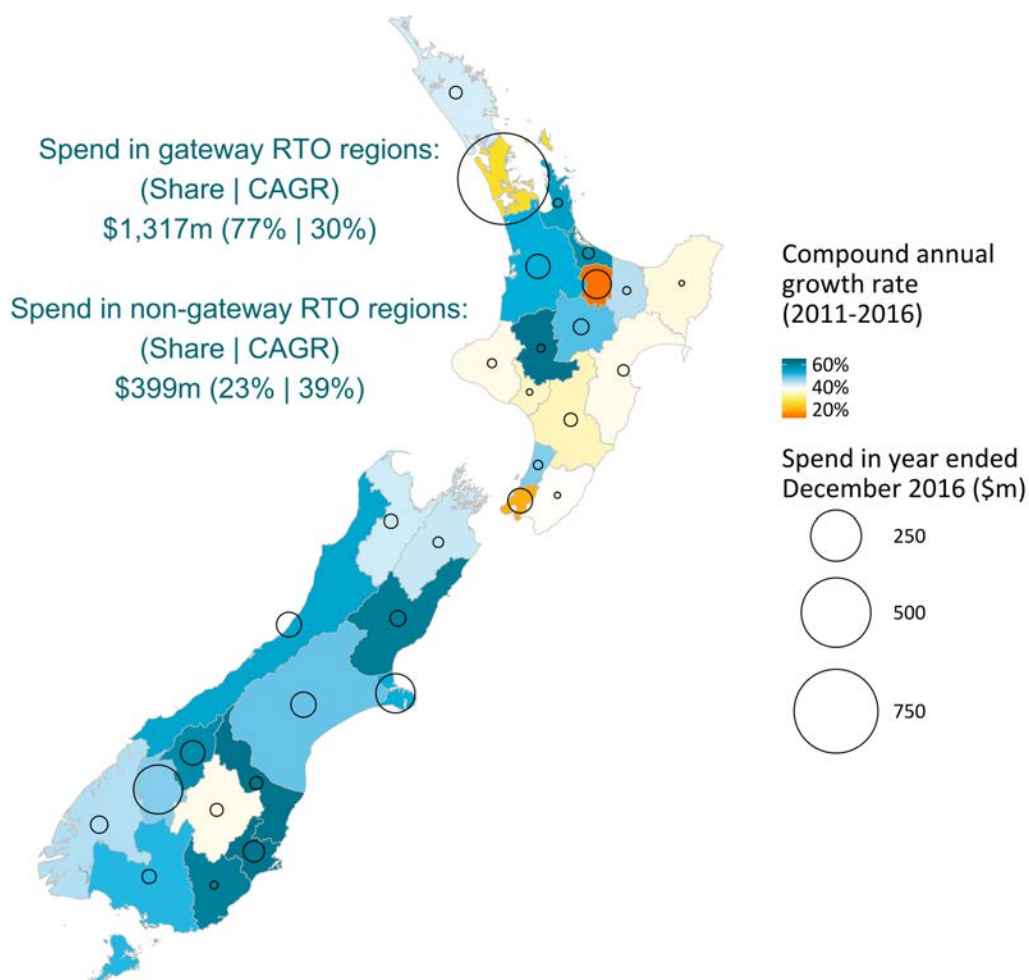 Spend in gateway RTO regions:
(Share | CAGR)
$1,317m (77% | 30%)
Spend in non-gateway RTO regions:
(Share | CAGR)
$399m (23% | 39%)
Compound annual
growth rate
(2011-2016)
60%
40%
20%
Spend in year ended
December 2016 ($m)
250
500
750